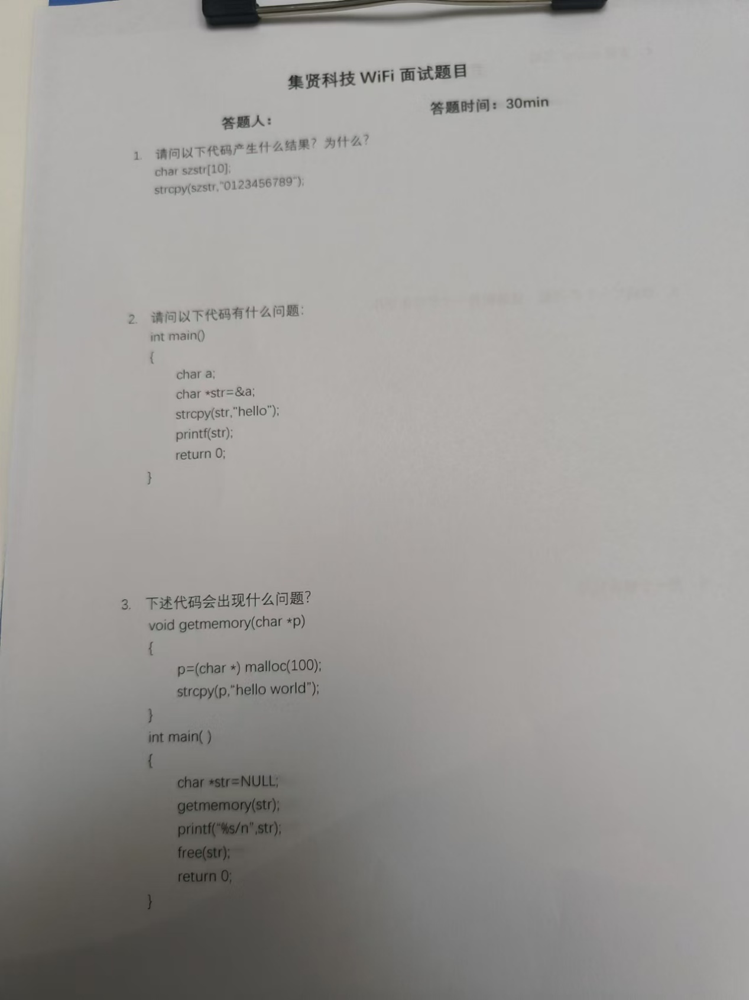 集贤科技 WiFi 面试题目
答题人： 答题时间：30min
1. 请问以下代码产生什么结果？为什么？
char szstr[10];
strcpy(szstr,"0123456789");
2. 请问以下代码有什么问题：
int main()
{
char a;
char *str=&a;
strcpy(str,"hello");
printf(str);
return 0;
}
3. 下述代码会出现什么问题？
void getmemory(char *p)
{
p=(char *) malloc(100);
strcpy(p,"hello world");
}
int main( )
{
char *str=NULL;
getmemory(str);
printf("%s/n",str);
free(str);
return 0;
}